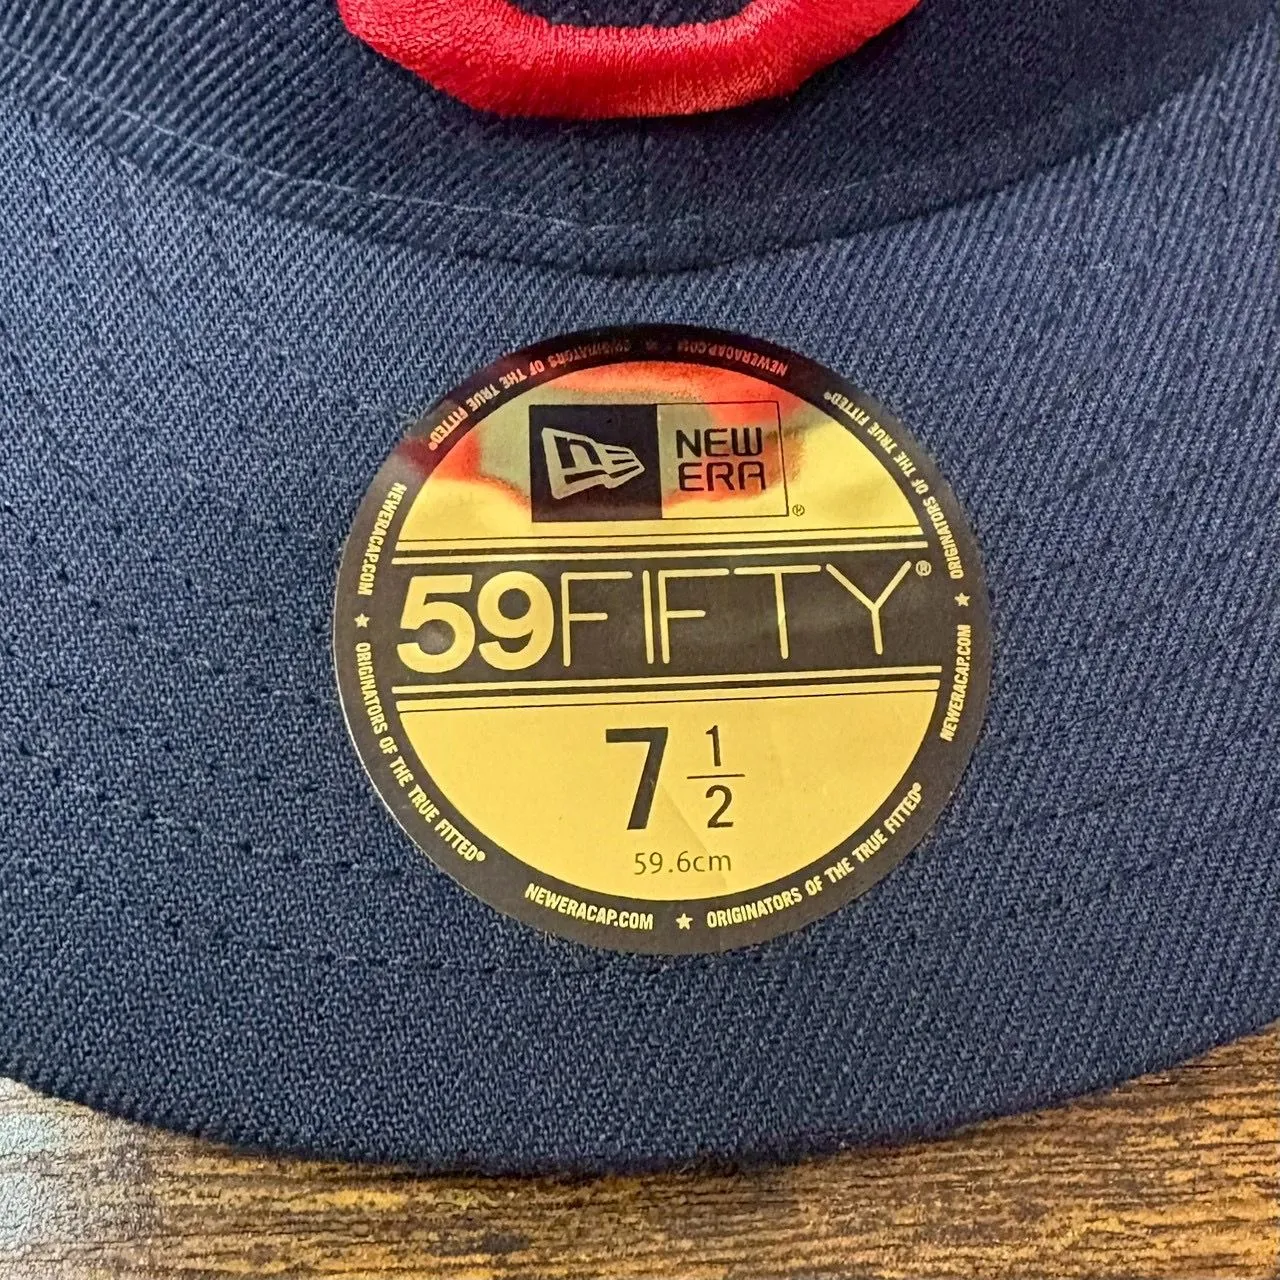 NE
NEW
ERA
®
59FIFTY®
7 1/2
59.6cm
NEWERACAP.COM ★ ORIGINATORS OF THE TRUE FITTED®
NEWERACAP.COM ★ ORIGINATORS OF THE TRUE FITTED®
NEWERACAP.COM ★ ORIGINATORS OF THE TRUE FITTED®
NEWERACAP.COM ★ ORIGINATORS OF THE TRUE FITTED®